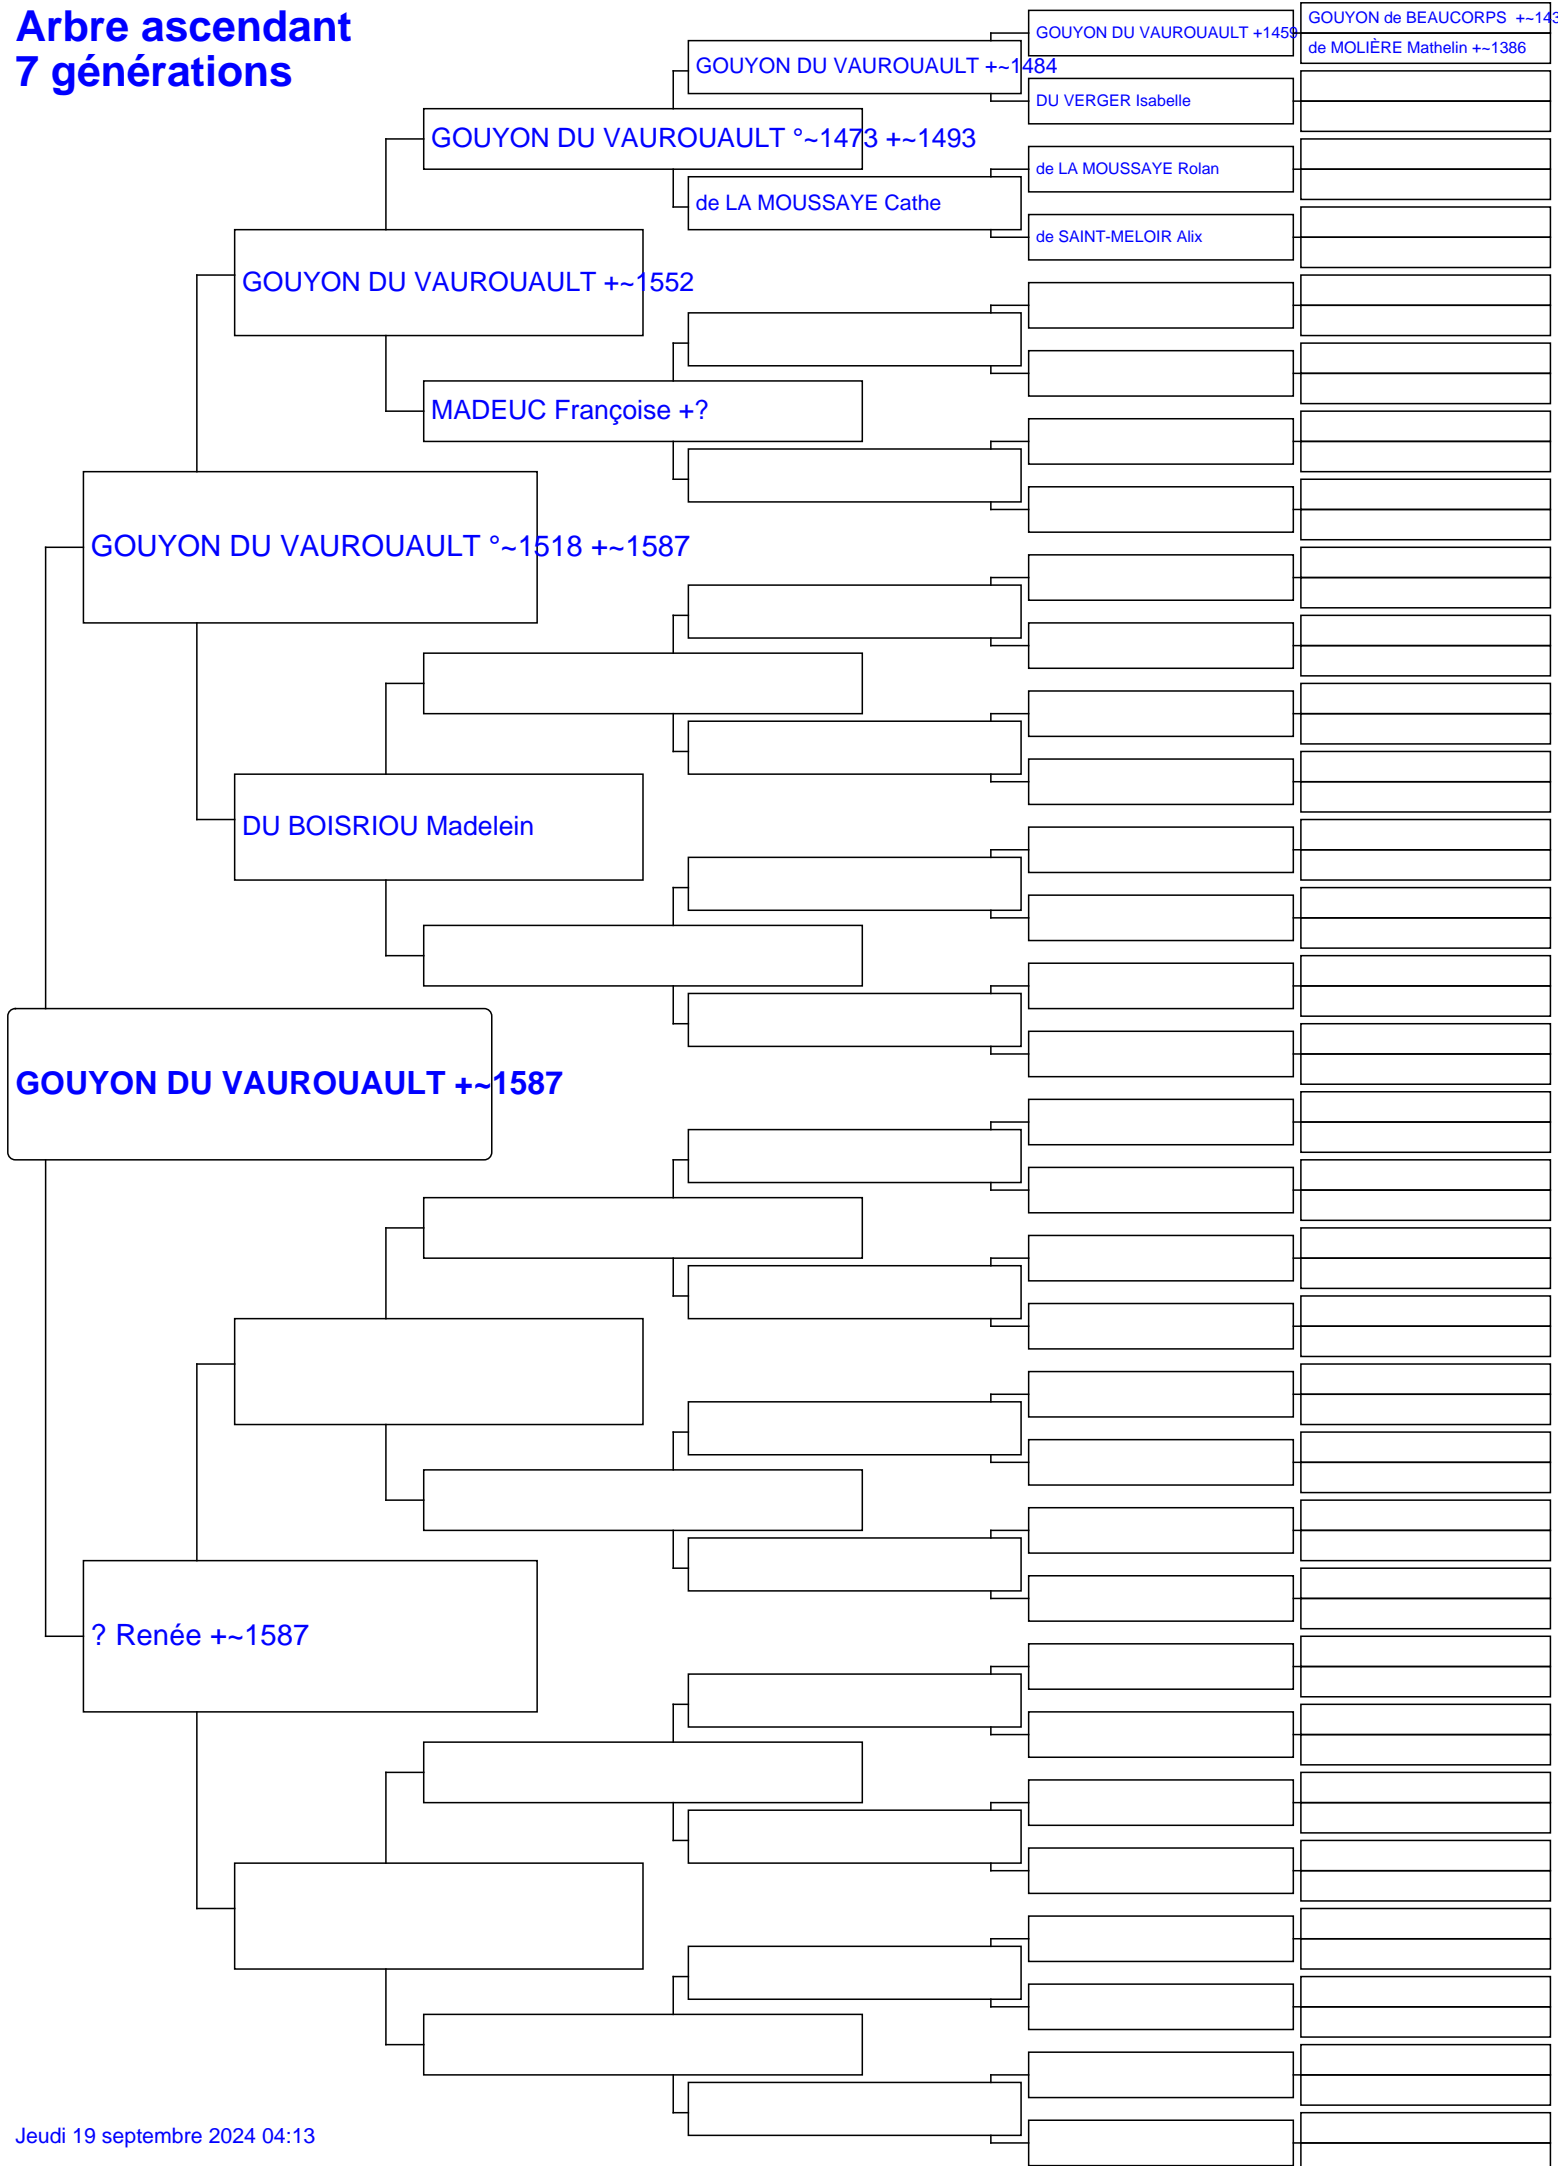 Arbre ascendant
7 générations
GOUYON DU VAUROUAULT +1459
GOUYON de BEAUCORPS +~143
de MOLIÈRE Mathelin +~1386
GOUYON DU VAUROUAULT +~1484
DU VERGER Isabelle
GOUYON DU VAUROUAULT °~1473 +~1493
de LA MOUSSAYE Rolan
de LA MOUSSAYE Cathe
de SAINT-MELOIR Alix
GOUYON DU VAUROUAULT +~1552
MADEUC Françoise +?
GOUYON DU VAUROUAULT °~1518 +~1587
DU BOISRIOU Madelein
GOUYON DU VAUROUAULT +~1587
? Renée +~1587
Jeudi 19 septembre 2024 04:13